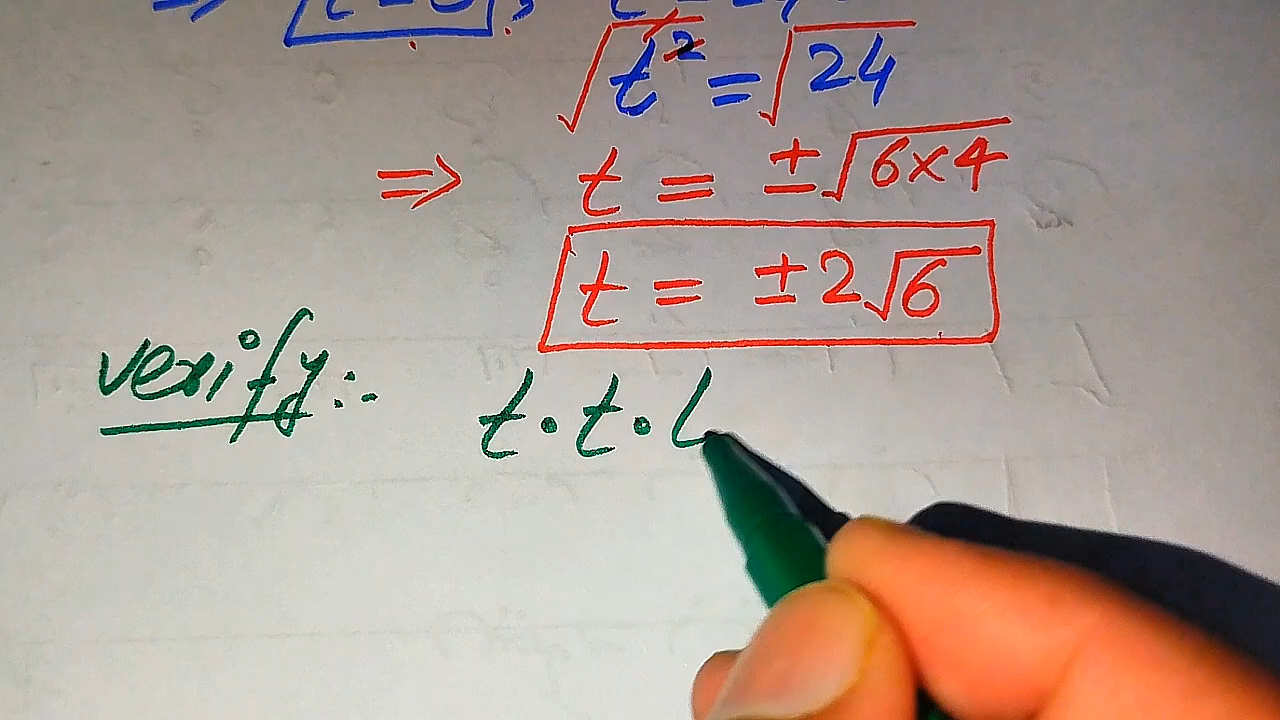 √t² = √24
⇒ t = ±√6×4
t = ±2√6
verify:- t·t·